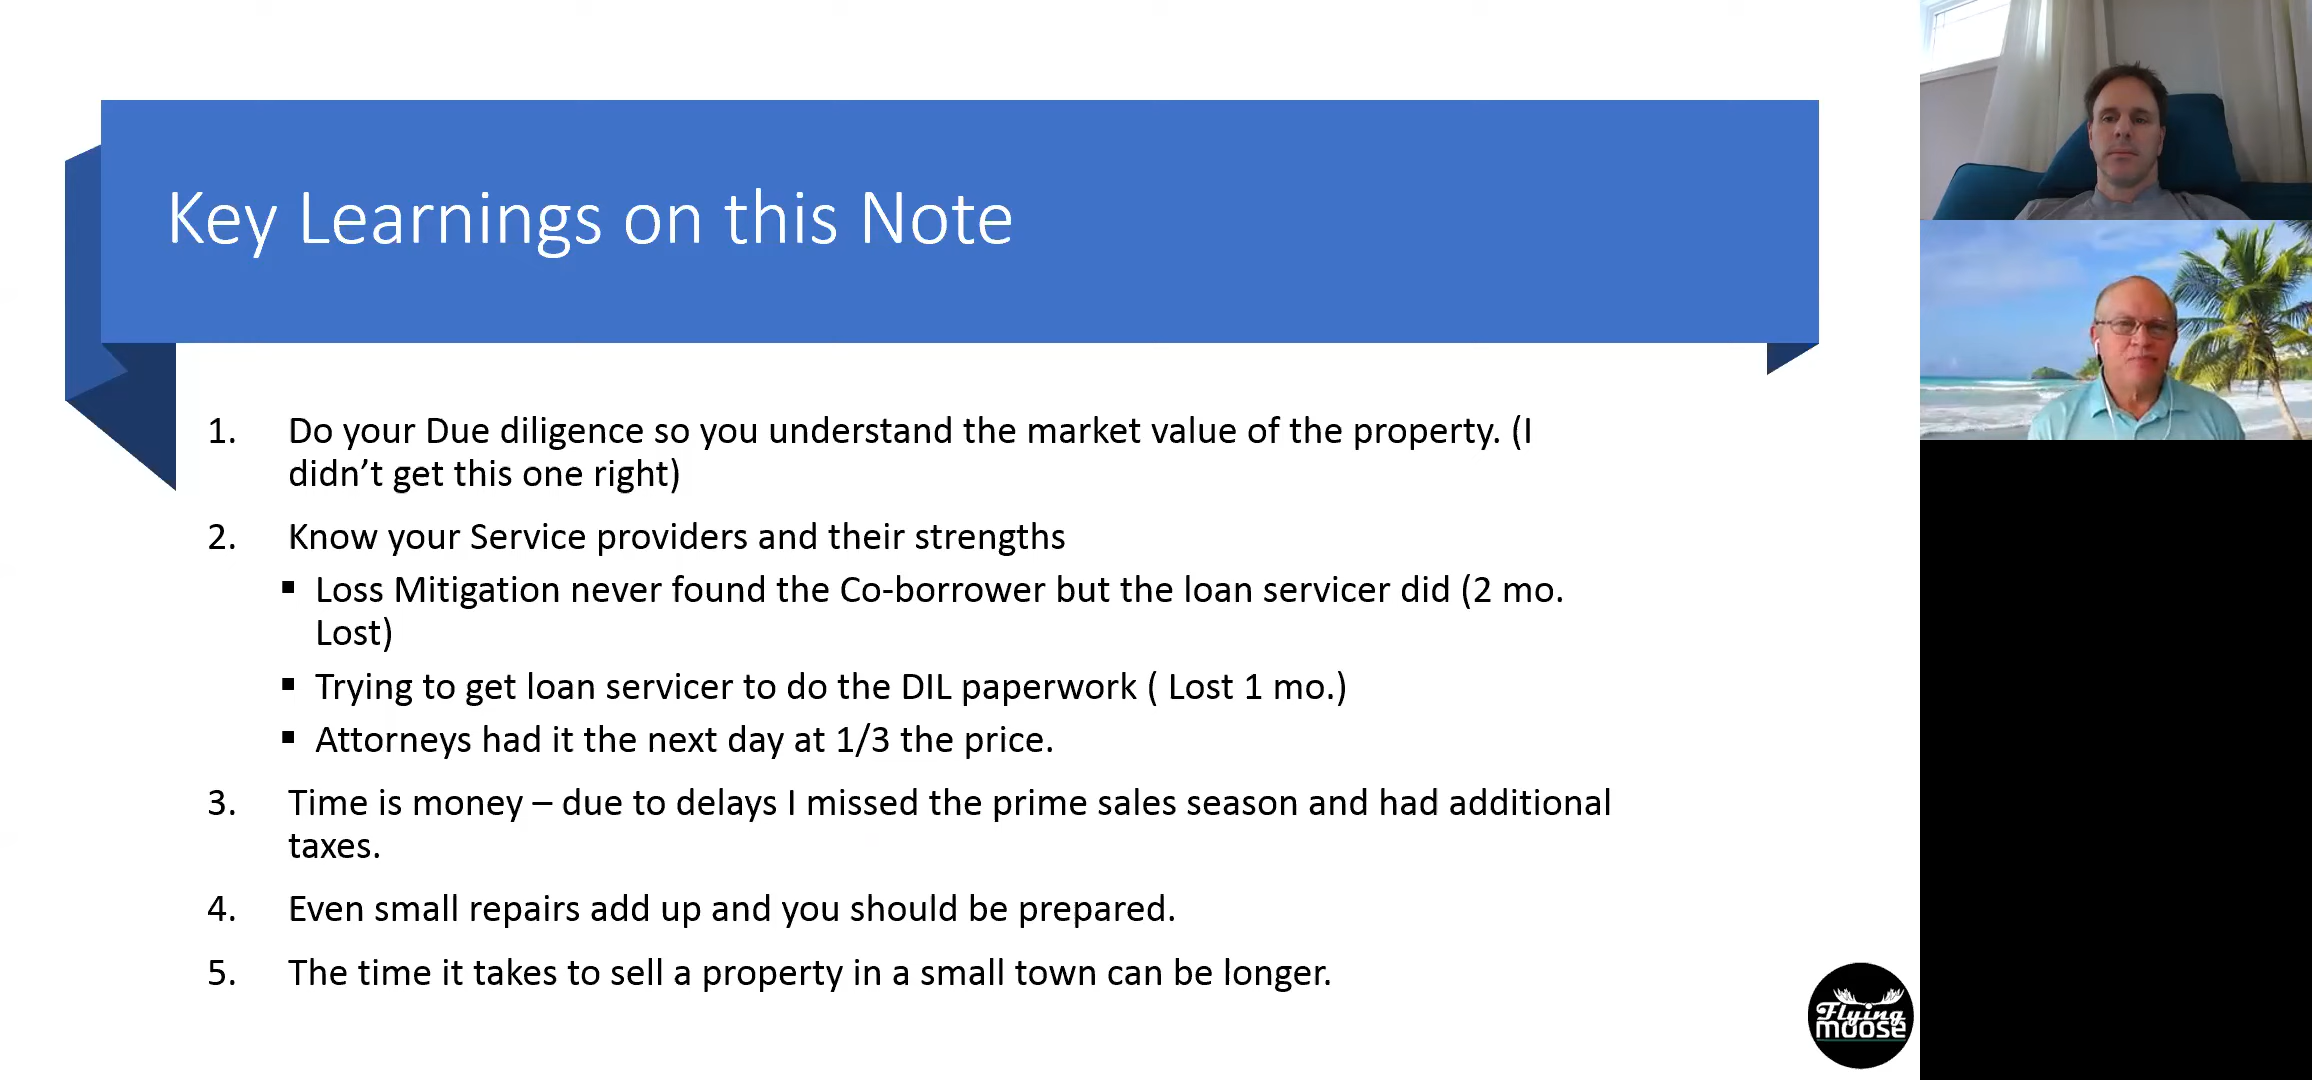 Key Learnings on this Note
1. Do your Due diligence so you understand the market value of the property. (I
didn’t get this one right)
2. Know your Service providers and their strengths
▪ Loss Mitigation never found the Co-borrower but the loan servicer did (2 mo.
Lost)
▪ Trying to get loan servicer to do the DIL paperwork ( Lost 1 mo.)
▪ Attorneys had it the next day at 1/3 the price.
3. Time is money – due to delays I missed the prime sales season and had additional
taxes.
4. Even small repairs add up and you should be prepared.
5. The time it takes to sell a property in a small town can be longer.
Flying
moose